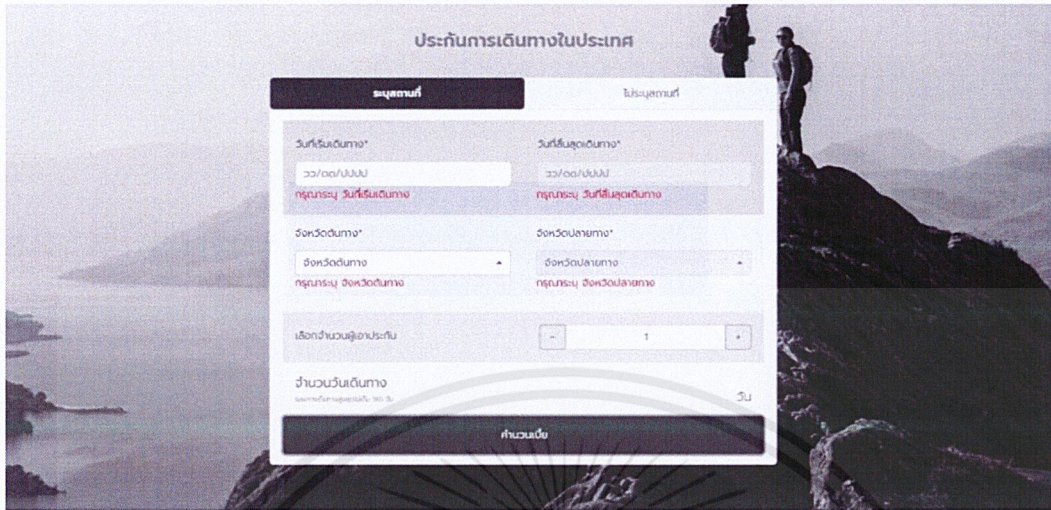 ประกันการเดินทางในประเทศ
ระบุสถานที่ ไม่ระบุสถานที่
วันที่เริ่มเดินทาง* วันที่สิ้นสุดเดินทาง*
วว/ดด/ปปปป วว/ดด/ปปปป
กรุณาระบุ วันที่เริ่มเดินทาง กรุณาระบุ วันที่สิ้นสุดเดินทาง
จังหวัดต้นทาง* จังหวัดปลายทาง*
จังหวัดต้นทาง จังหวัดปลายทาง
กรุณาระบุ จังหวัดต้นทาง กรุณาระบุ จังหวัดปลายทาง
เลือกจำนวนผู้เอาประกัน - 1 +
จำนวนวันเดินทาง
วัน
คำนวณเบี้ย